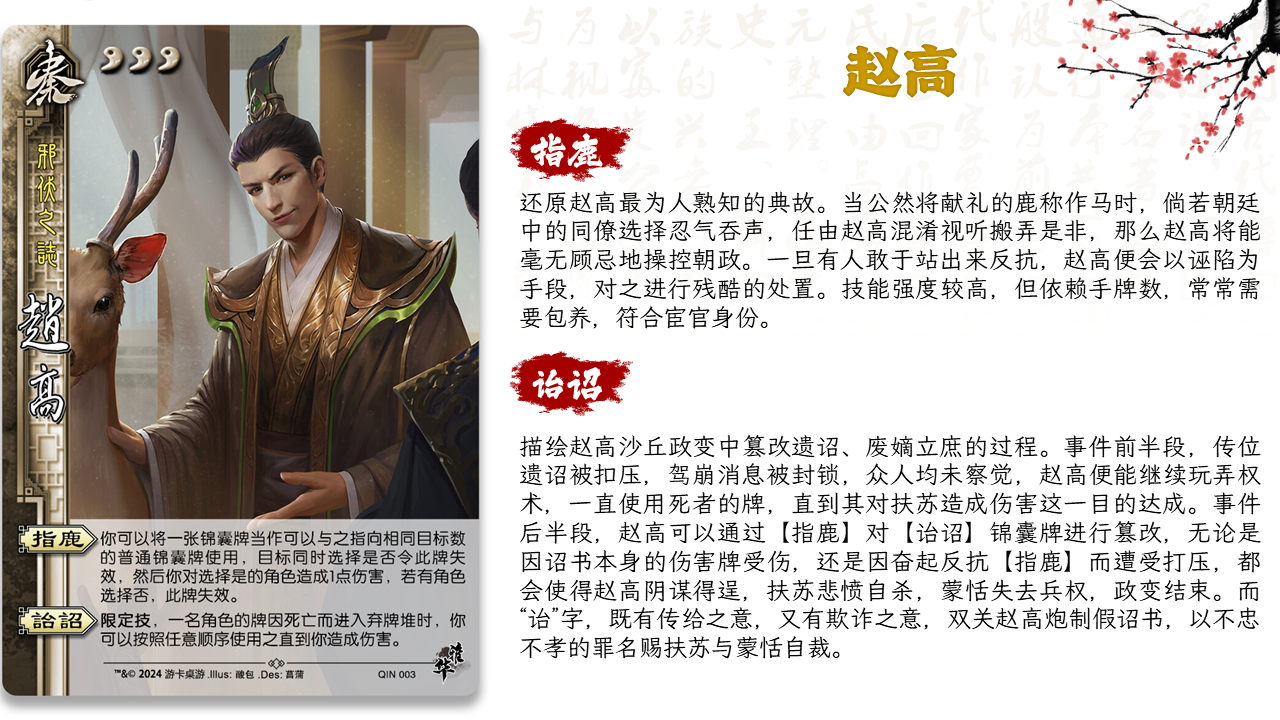 秦
邪伏之誌
趙高
指鹿
你可以将一张锦囊牌当作可以与之指向相同目标数
的普通锦囊牌使用，目标同时选择是否令此牌失
效，然后你对选择是的角色造成1点伤害，若有角色
选择否，此牌失效。
詒詔
限定技，一名角色的牌因死亡而进入弃牌堆时，你
可以按照任意顺序使用之直到你造成伤害。
™&© 2024 游卡桌游 .Illus: 酸包 .Des: 菖蒲
QIN 003
淮华
赵高
指鹿
还原赵高最为人熟知的典故。当公然将献礼的鹿称作马时，倘若朝廷
中的同僚选择忍气吞声，任由赵高混淆视听搬弄是非，那么赵高将能
毫无顾忌地操控朝政。一旦有人敢于站出来反抗，赵高便会以诬陷为
手段，对之进行残酷的处置。技能强度较高，但依赖手牌数，常常需
要包养，符合宦官身份。
诒诏
描绘赵高沙丘政变中篡改遗诏、废嫡立庶的过程。事件前半段，传位
遗诏被扣压，驾崩消息被封锁，众人均未察觉，赵高便能继续玩弄权
术，一直使用死者的牌，直到其对扶苏造成伤害这一目的达成。事件
后半段，赵高可以通过【指鹿】对【诒诏】锦囊牌进行篡改，无论是
因诏书本身的伤害牌受伤，还是因奋起反抗【指鹿】而遭受打压，都
会使得赵高阴谋得逞，扶苏悲愤自杀，蒙恬失去兵权，政变结束。而
“诒”字，既有传给之意，又有欺诈之意，双关赵高炮制假诏书，以不忠
不孝的罪名赐扶苏与蒙恬自裁。